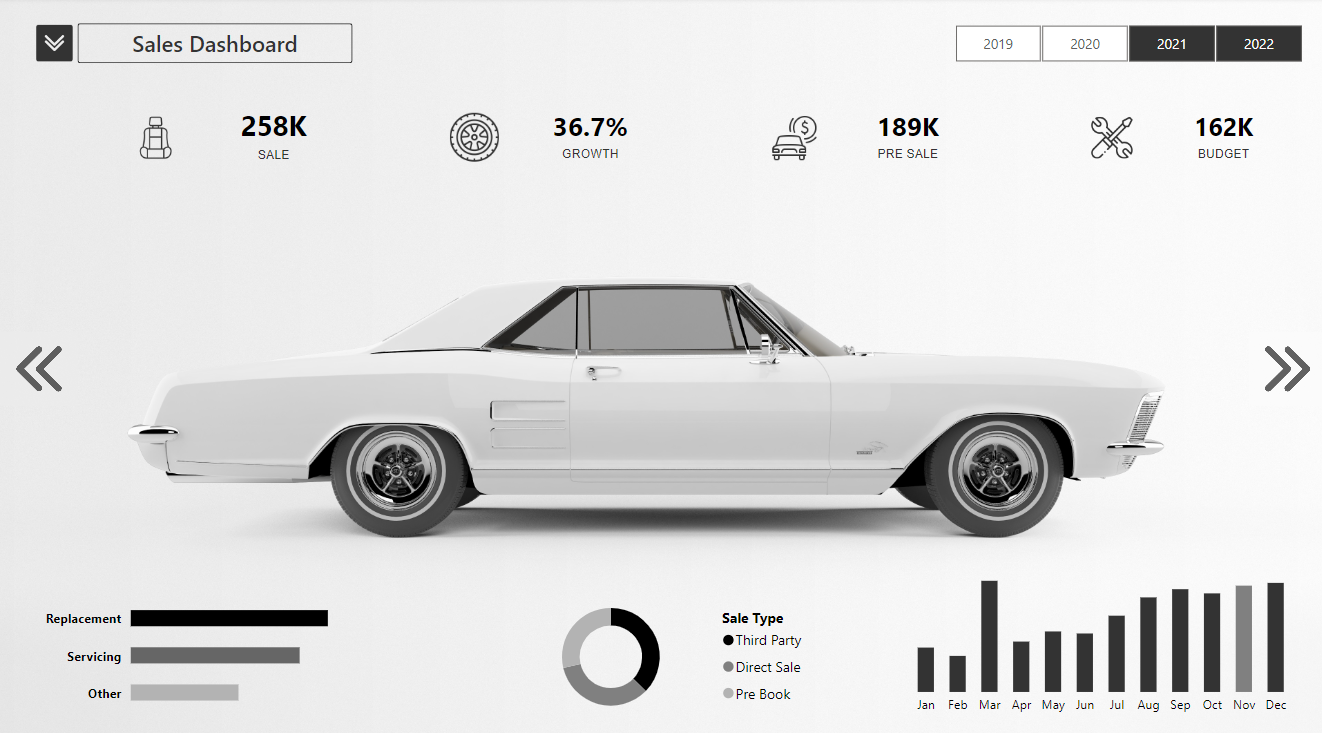 Sales Dashboard
2019 2020 2021 2022
258K 36.7% 189K 162K
SALE GROWTH PRE SALE BUDGET
Replacement
Servicing
Other
Sale Type
Third Party
Direct Sale
Pre Book
Jan Feb Mar Apr May Jun Jul Aug Sep Oct Nov Dec